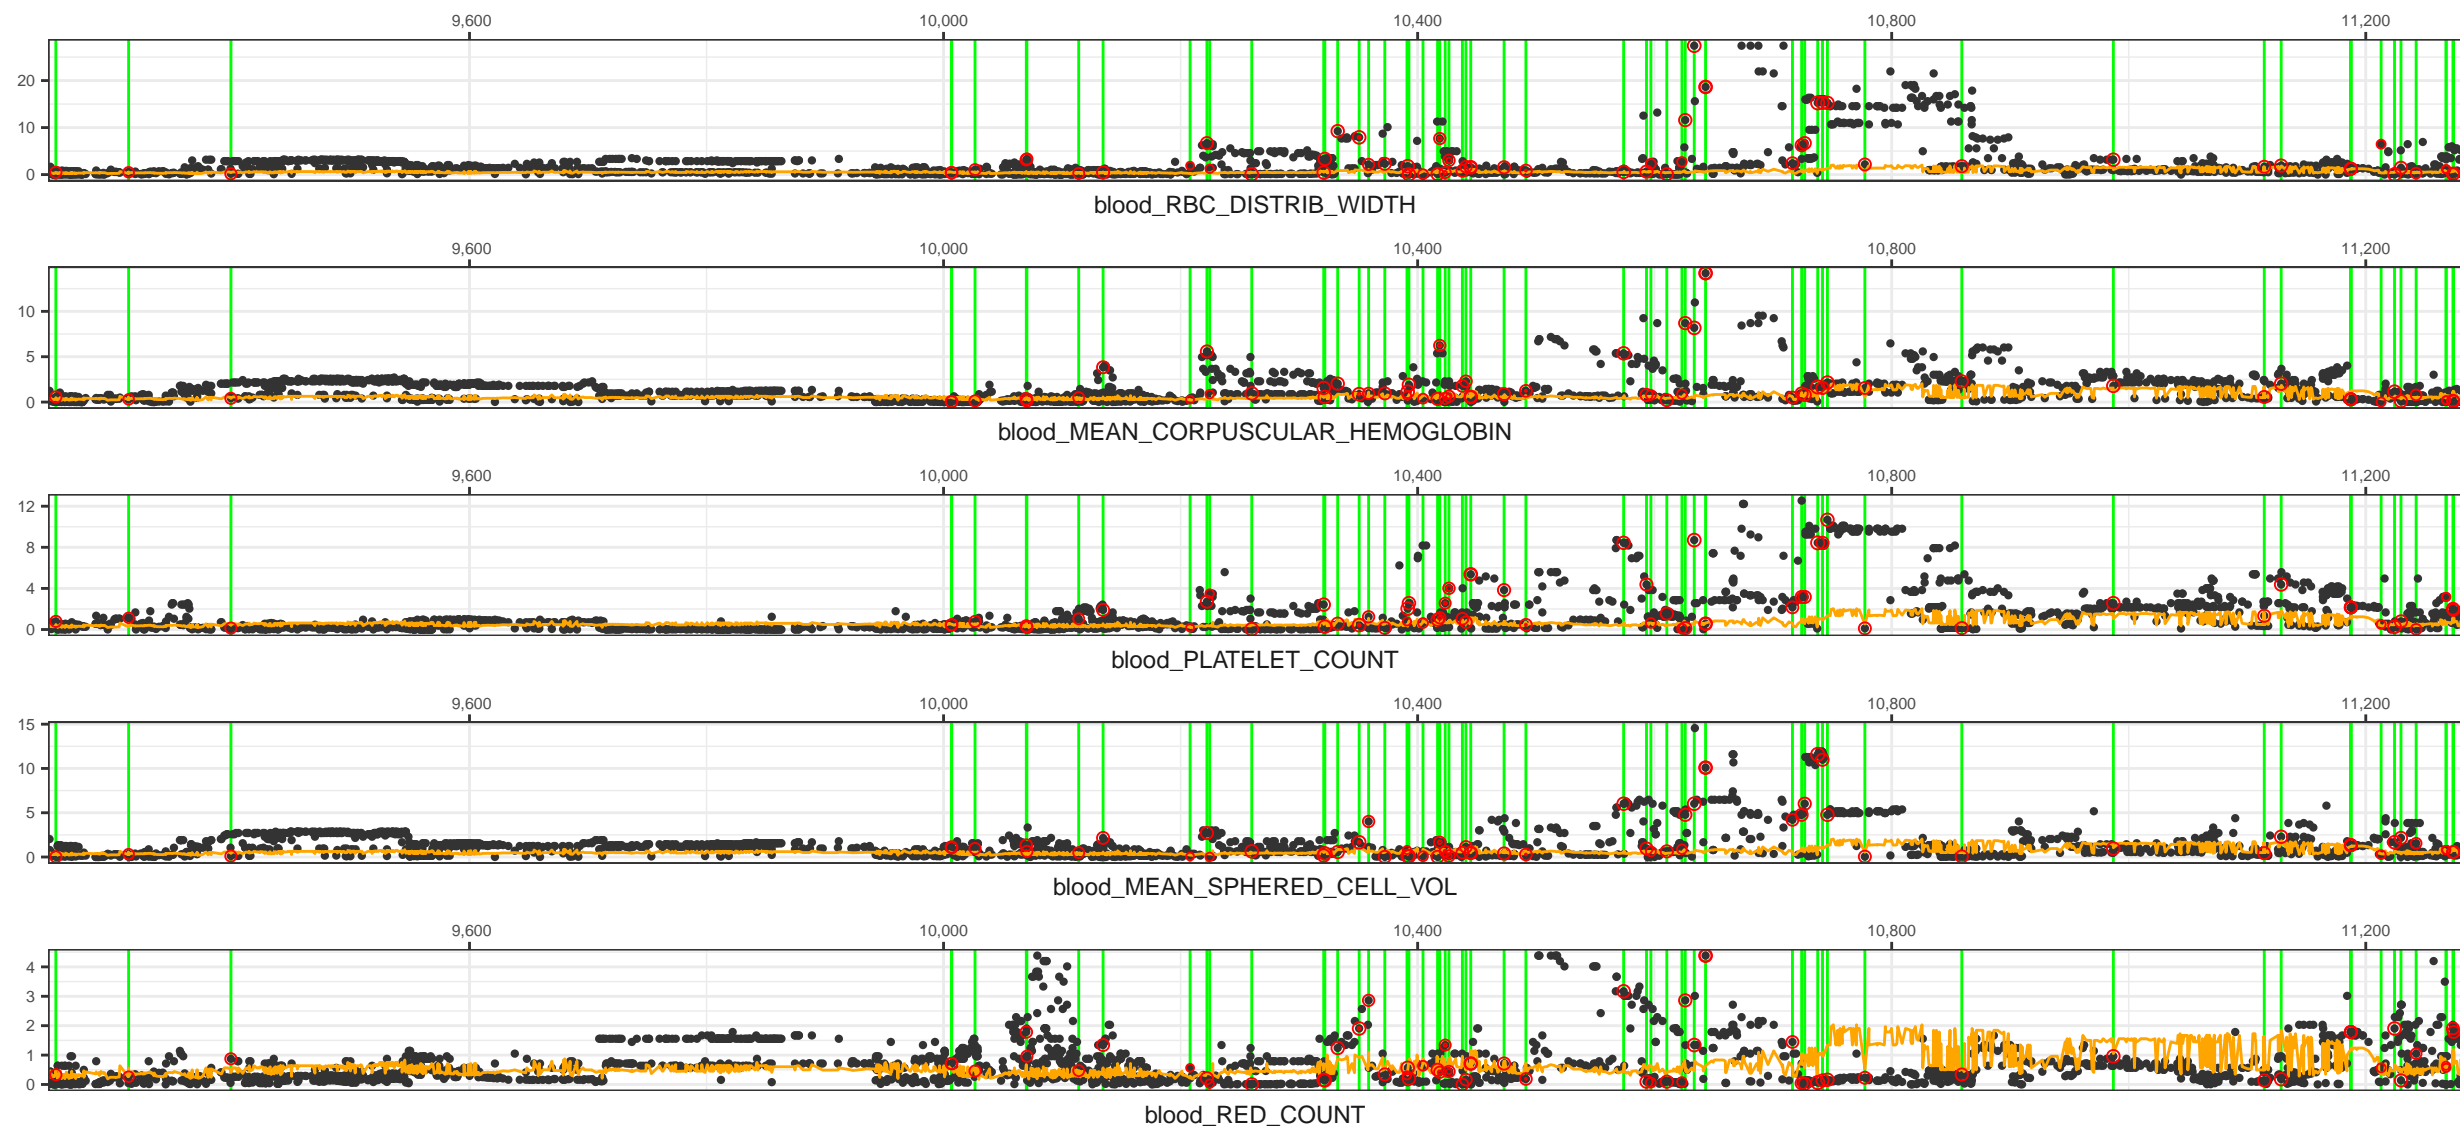 9,600 10,000 10,400 10,800 11,200
20
10
0
blood_RBC_DISTRIB_WIDTH
9,600 10,000 10,400 10,800 11,200
10
5
0
blood_MEAN_CORPUSCULAR_HEMOGLOBIN
9,600 10,000 10,400 10,800 11,200
12
8
4
0
blood_PLATELET_COUNT
9,600 10,000 10,400 10,800 11,200
15
10
5
0
blood_MEAN_SPHERED_CELL_VOL
9,600 10,000 10,400 10,800 11,200
4
3
2
1
0
blood_RED_COUNT